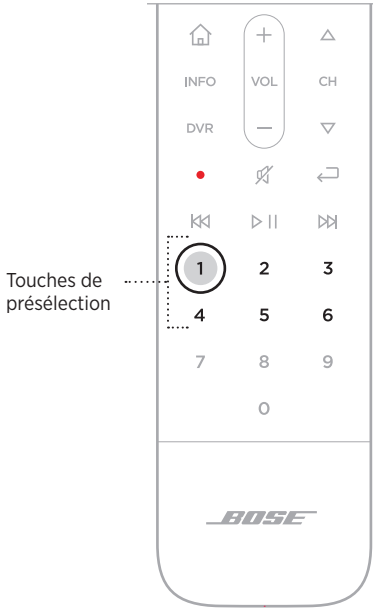 +
INFO VOL CH
DVR −
1 2 3
Touches de
présélection
4 5 6
7 8 9
0
BOSE